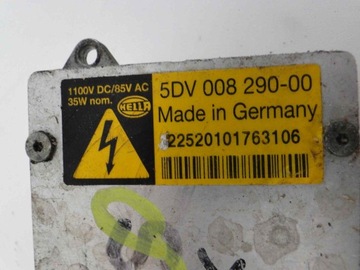 1100V DC/85V AC
35W nom.
HELLA
5DV 008 290-00
Made in Germany
22520101763106